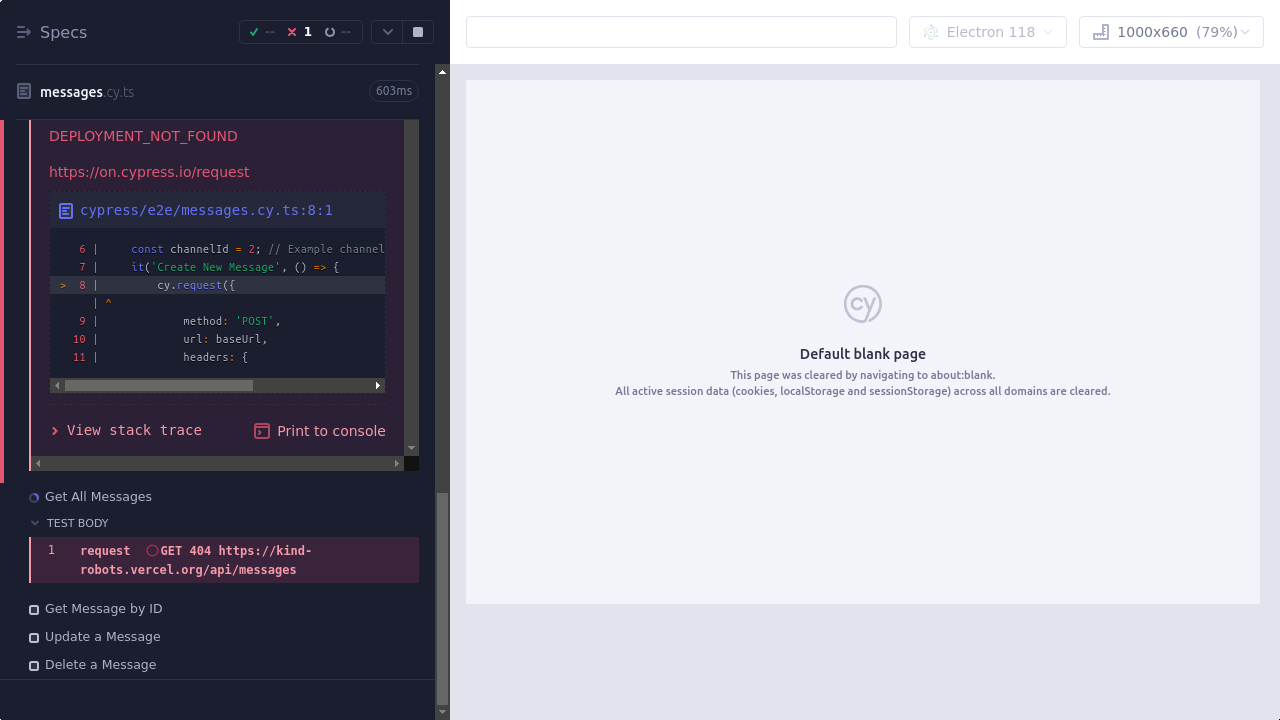 Specs
--
1
--
Electron 118
1000x660 (79%)
messages.cy.ts
603ms
DEPLOYMENT_NOT_FOUND
https://on.cypress.io/request
cypress/e2e/messages.cy.ts:8:1
6 | const channelId = 2; // Example channel
7 | it('Create New Message', () => {
> 8 | cy.request({
| ^
9 | method: 'POST',
10 | url: baseUrl,
11 | headers: {
View stack trace
Print to console
Get All Messages
TEST BODY
1 request GET 404 https://kind-
robots.vercel.org/api/messages
Get Message by ID
Update a Message
Delete a Message
cy
Default blank page
This page was cleared by navigating to about:blank.
All active session data (cookies, localStorage and sessionStorage) across all domains are cleared.